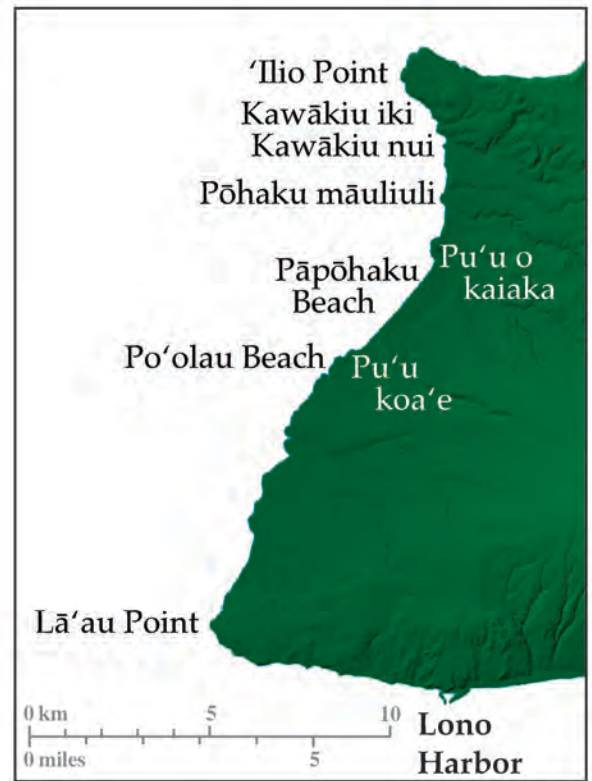 ʻIlio Point
Kawākiu iki
Kawākiu nui
Pōhaku māuliuli
Puʻu o
kaiaka
Pāpōhaku
Beach
Poʻolau Beach
Puʻu
koaʻe
Lāʻau Point
0 km 5 10
0 miles 5
Lono
Harbor